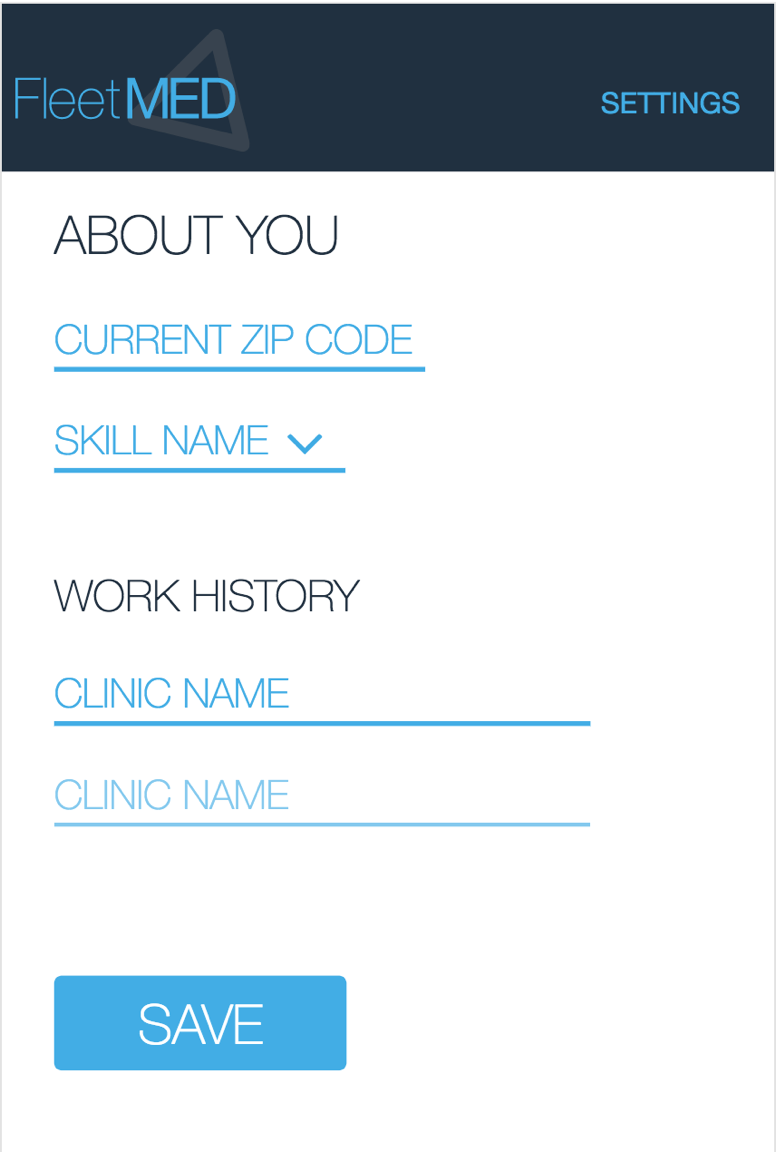 FleetMED
SETTINGS
ABOUT YOU
CURRENT ZIP CODE
SKILL NAME
WORK HISTORY
CLINIC NAME
CLINIC NAME
SAVE